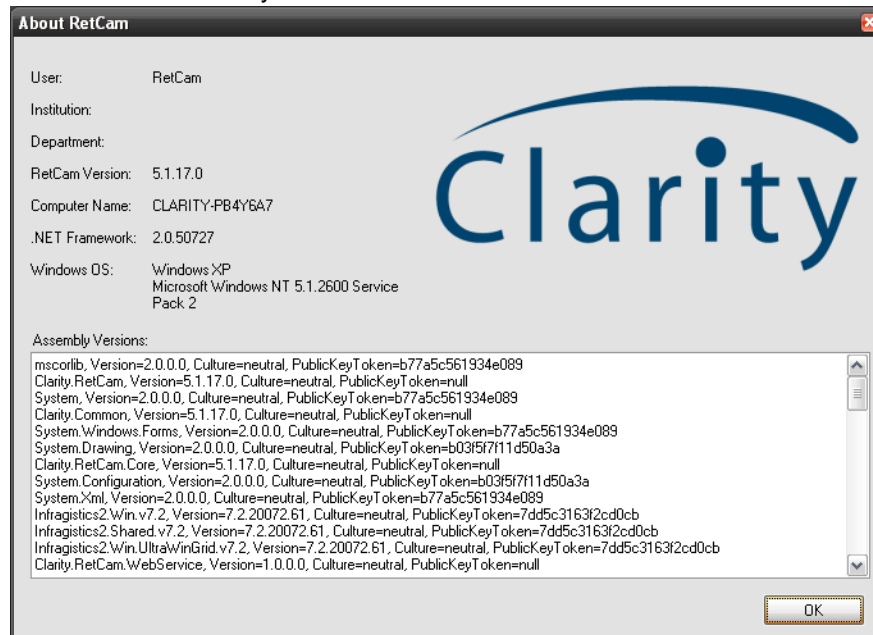 About RetCam
User: RetCam
Institution:
Department:
RetCam Version: 5.1.17.0
Computer Name: CLARITY-PB4Y6A7
.NET Framework: 2.0.50727
Windows OS: Windows XP
Microsoft Windows NT 5.1.2600 Service
Pack 2
Clarity
Assembly Versions:
mscorlib, Version=2.0.0.0, Culture=neutral, PublicKeyToken=b77a5c561934e089
Clarity.RetCam, Version=5.1.17.0, Culture=neutral, PublicKeyToken=null
System, Version=2.0.0.0, Culture=neutral, PublicKeyToken=b77a5c561934e089
Clarity.Common, Version=5.1.17.0, Culture=neutral, PublicKeyToken=null
System.Windows.Forms, Version=2.0.0.0, Culture=neutral, PublicKeyToken=b77a5c561934e089
System.Drawing, Version=2.0.0.0, Culture=neutral, PublicKeyToken=b03f5f7f11d50a3a
Clarity.RetCam.Core, Version=5.1.17.0, Culture=neutral, PublicKeyToken=null
System.Configuration, Version=2.0.0.0, Culture=neutral, PublicKeyToken=b03f5f7f11d50a3a
System.Xml, Version=2.0.0.0, Culture=neutral, PublicKeyToken=b77a5c561934e089
Infragistics2.Win.v7.2, Version=7.2.20072.61, Culture=neutral, PublicKeyToken=7dd5c3163f2cd0cb
Infragistics2.Shared.v7.2, Version=7.2.20072.61, Culture=neutral, PublicKeyToken=7dd5c3163f2cd0cb
Infragistics2.Win.UltraWinGrid.v7.2, Version=7.2.20072.61, Culture=neutral, PublicKeyToken=7dd5c3163f2cd0cb
Clarity.RetCam.WebService, Version=1.0.0.0, Culture=neutral, PublicKeyToken=null
OK